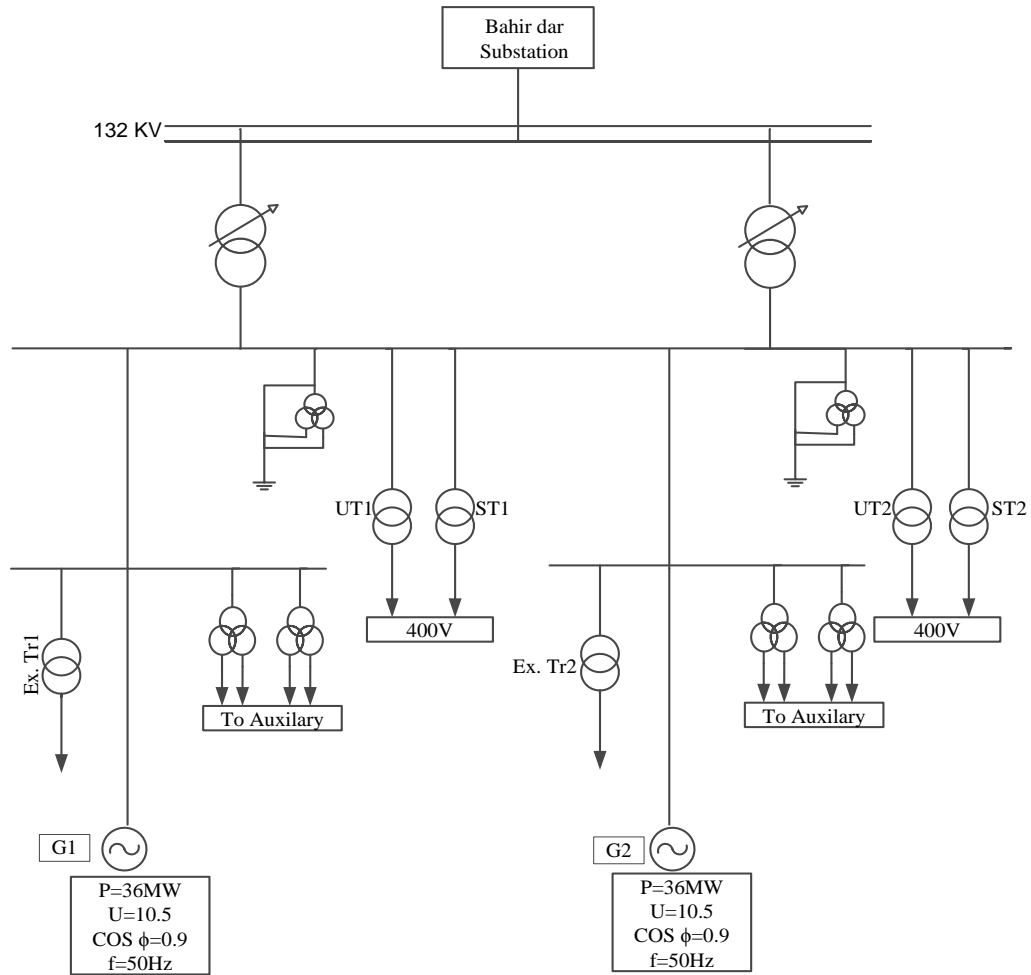 Bahir dar
Substation
132 KV
UT1
ST1
UT2
ST2
400V
400V
Ex. Tr1
Ex. Tr2
To Auxilary
To Auxilary
G1
G2
P=36MW
U=10.5
COS ϕ=0.9
f=50Hz
P=36MW
U=10.5
COS ϕ=0.9
f=50Hz